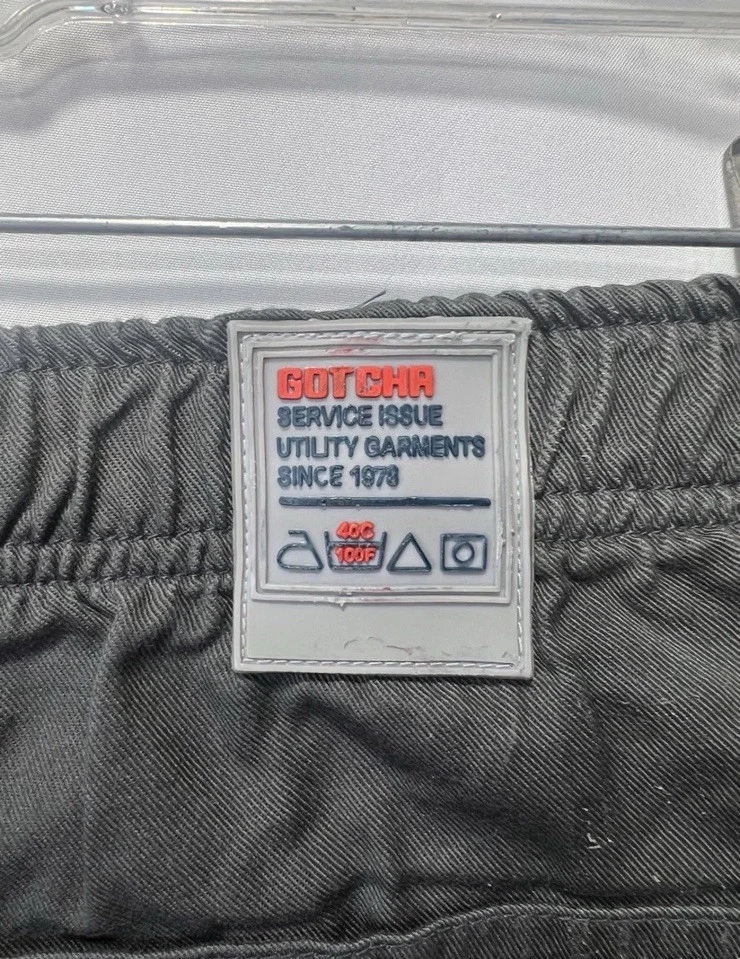 GOTCHA
SERVICE ISSUE
UTILITY GARMENTS
SINCE 1978
40C
100F